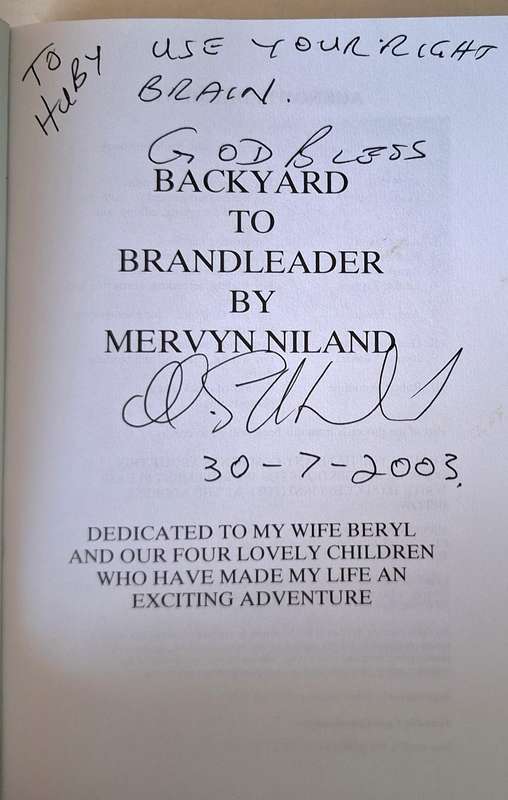 TO HUBY
USE YOUR RIGHT
BRAIN.
GOD BLESS
BACKYARD
TO
BRANDLEADER
BY
MERVYN NILAND
30-7-2003.
DEDICATED TO MY WIFE BERYL
AND OUR FOUR LOVELY CHILDREN
WHO HAVE MADE MY LIFE AN
EXCITING ADVENTURE